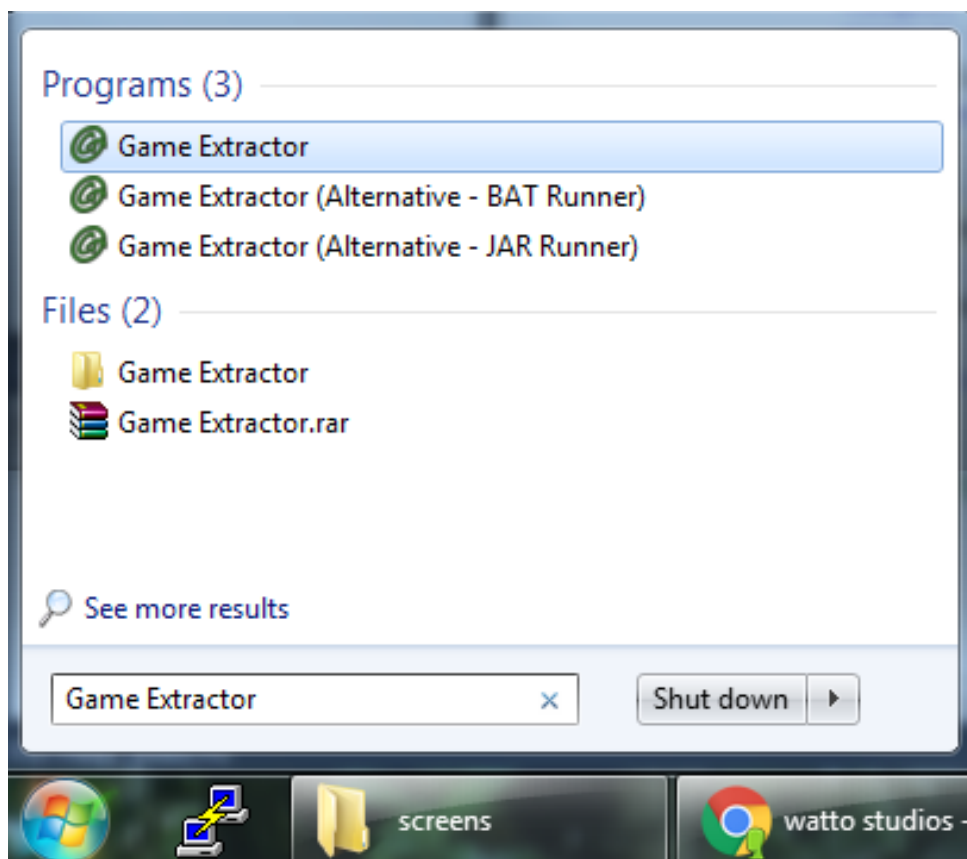 Programs (3)
Game Extractor
Game Extractor (Alternative - BAT Runner)
Game Extractor (Alternative - JAR Runner)
Files (2)
Game Extractor
Game Extractor.rar
See more results
Game Extractor
Shut down
screens
watto studios -